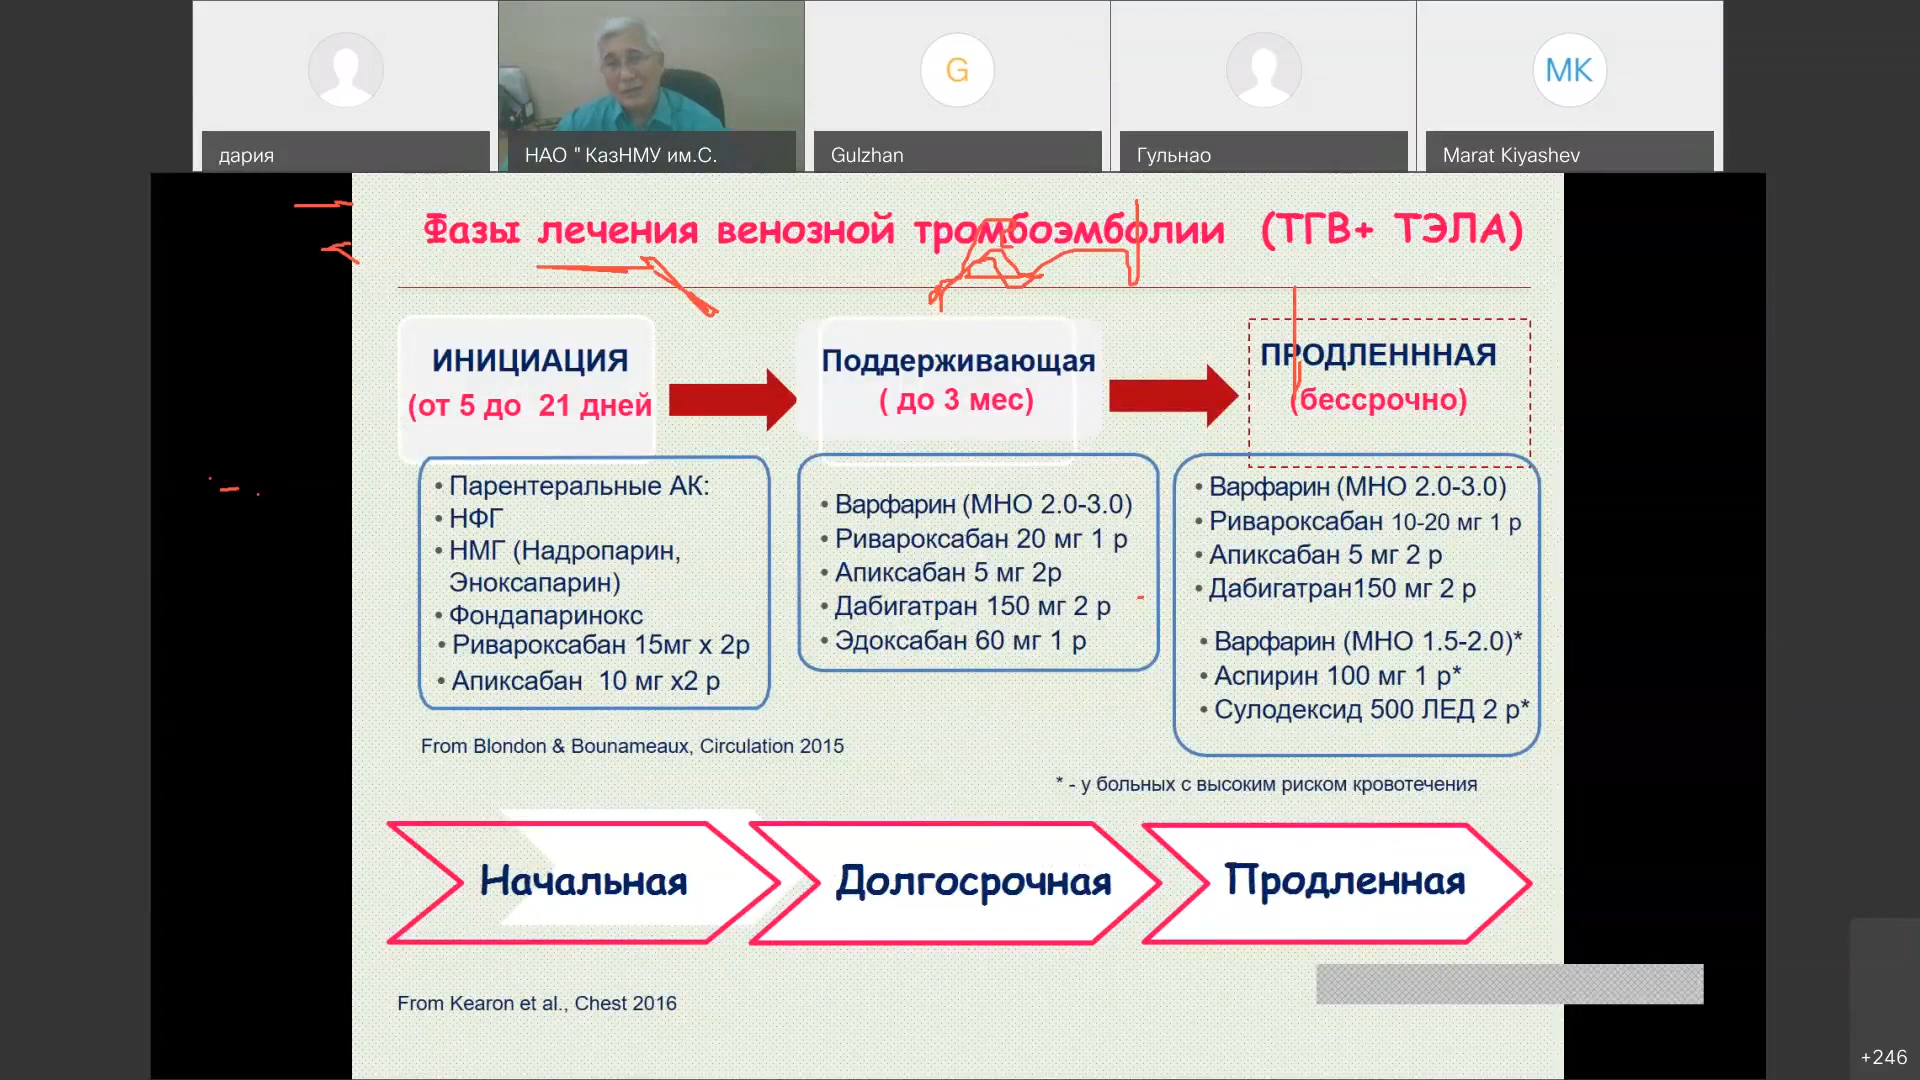 G
MK
дария
НАО " КазНМУ им.С.
Gulzhan
Гульнао
Marat Kiyashev
Фазы лечения венозной тромбоэмболии (ТГВ+ ТЭЛА)
ИНИЦИАЦИЯ
(от 5 до 21 дней
Поддерживающая
( до 3 мес)
ПРОДЛЕНННАЯ
(бессрочно)
• Парентеральные АК:
• НФГ
• НМГ (Надропарин,
Эноксапарин)
• Фондапаринокс
• Ривароксабан 15мг х 2р
• Апиксабан 10 мг х2 р
• Варфарин (МНО 2.0-3.0)
• Ривароксабан 20 мг 1 р
• Апиксабан 5 мг 2р
• Дабигатран 150 мг 2 р
• Эдоксабан 60 мг 1 р
• Варфарин (МНО 2.0-3.0)
• Ривароксабан 10-20 мг 1 р
• Апиксабан 5 мг 2 р
• Дабигатран150 мг 2 р
• Варфарин (МНО 1.5-2.0)*
• Аспирин 100 мг 1 р*
• Сулодексид 500 ЛЕД 2 р*
From Blondon & Bounameaux, Circulation 2015
* - у больных с высоким риском кровотечения
Начальная
Долгосрочная
Продленная
From Kearon et al., Chest 2016
+246